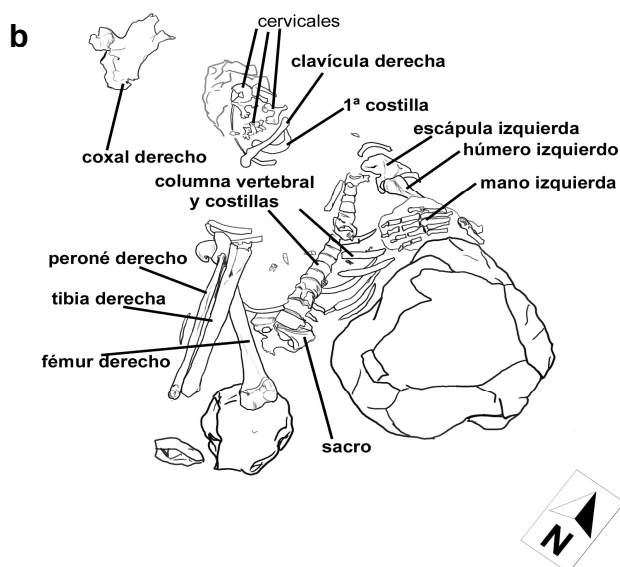 b
cervicales
clavícula derecha
1ª costilla
escápula izquierda
húmero izquierdo
mano izquierda
coxal derecho
columna vertebral
y costillas
peroné derecho
tibia derecha
fémur derecho
sacro
N